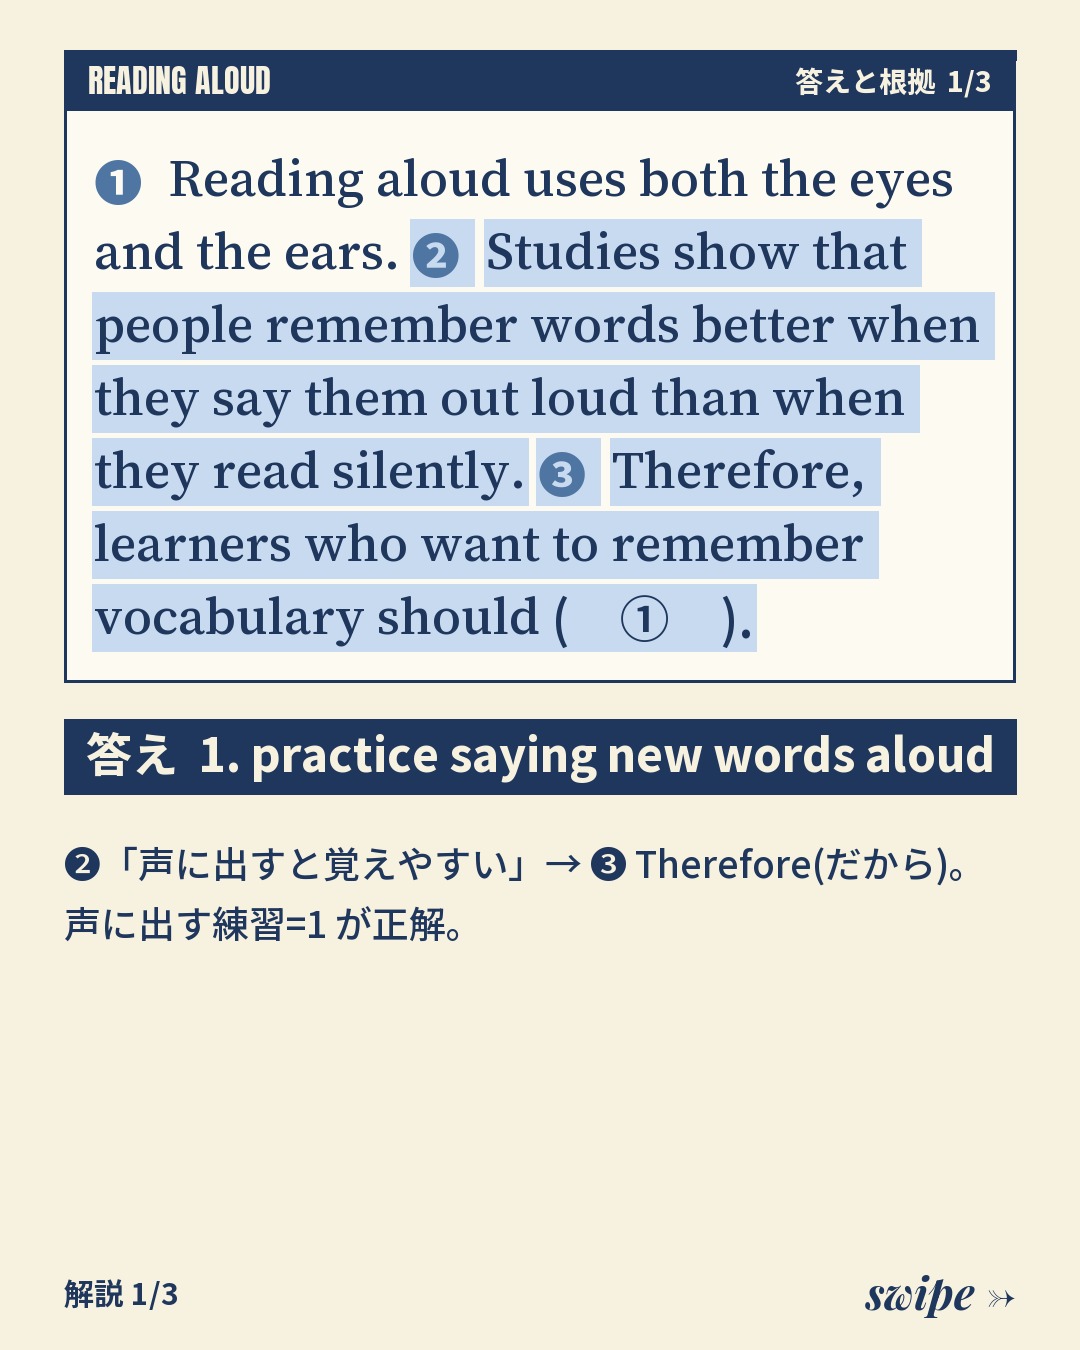 READING ALOUD
答えと根拠 1/3
❶ Reading aloud uses both the eyes
and the ears. ❷ Studies show that
people remember words better when
they say them out loud than when
they read silently. ❸ Therefore,
learners who want to remember
vocabulary should ( ① ).
答え 1. practice saying new words aloud
❷「声に出すと覚えやすい」→ ❸ Therefore(だから)。
声に出す練習=1 が正解。
解説 1/3
swipe